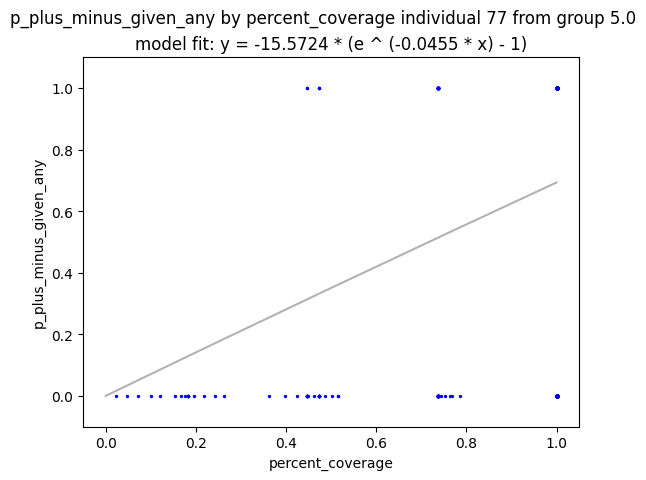 p_plus_minus_given_any by percent_coverage individual 77 from group 5.0
model fit: y = -15.5724 * (e ^ (-0.0455 * x) - 1)
1.0
0.8
0.6
0.4
0.2
0.0
p_plus_minus_given_any
0.0 0.2 0.4 0.6 0.8 1.0
percent_coverage